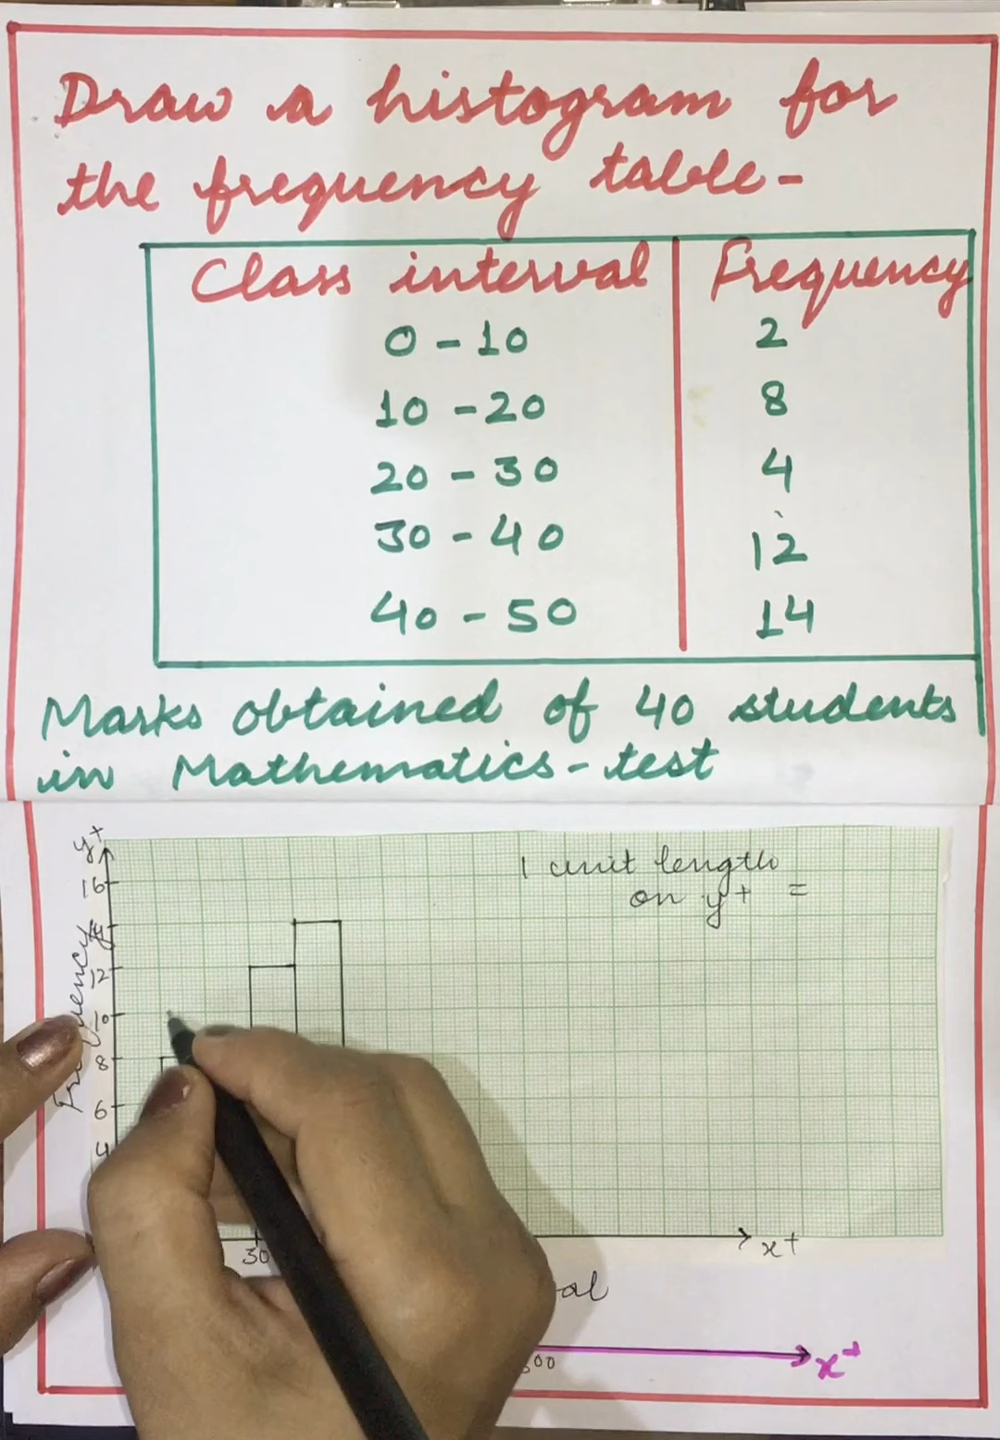 Draw a histogram for
the frequency table-
Class interval Frequency
0 - 10 2
10 - 20 8
20 - 30 4
30 - 40 12
40 - 50 14
Marks obtained of 40 students
in Mathematics - test
1 unit length
on y+ =
y+
16
14
12
10
8
6
4
30
x+
x+